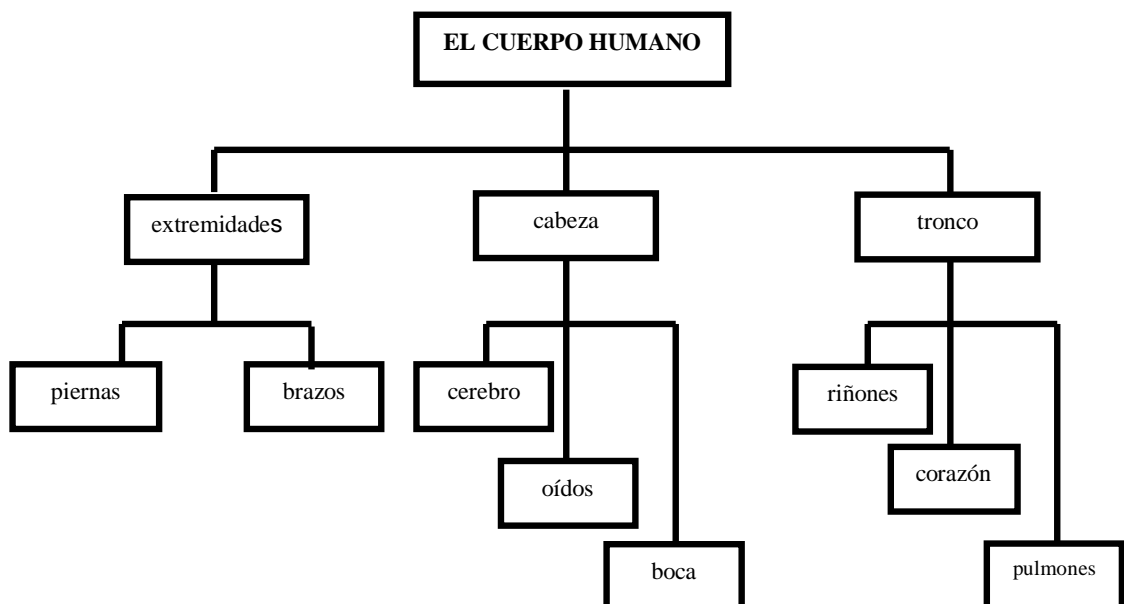 EL CUERPO HUMANO
extremidades
cabeza
tronco
piernas
brazos
cerebro
riñones
oídos
corazón
boca
pulmones